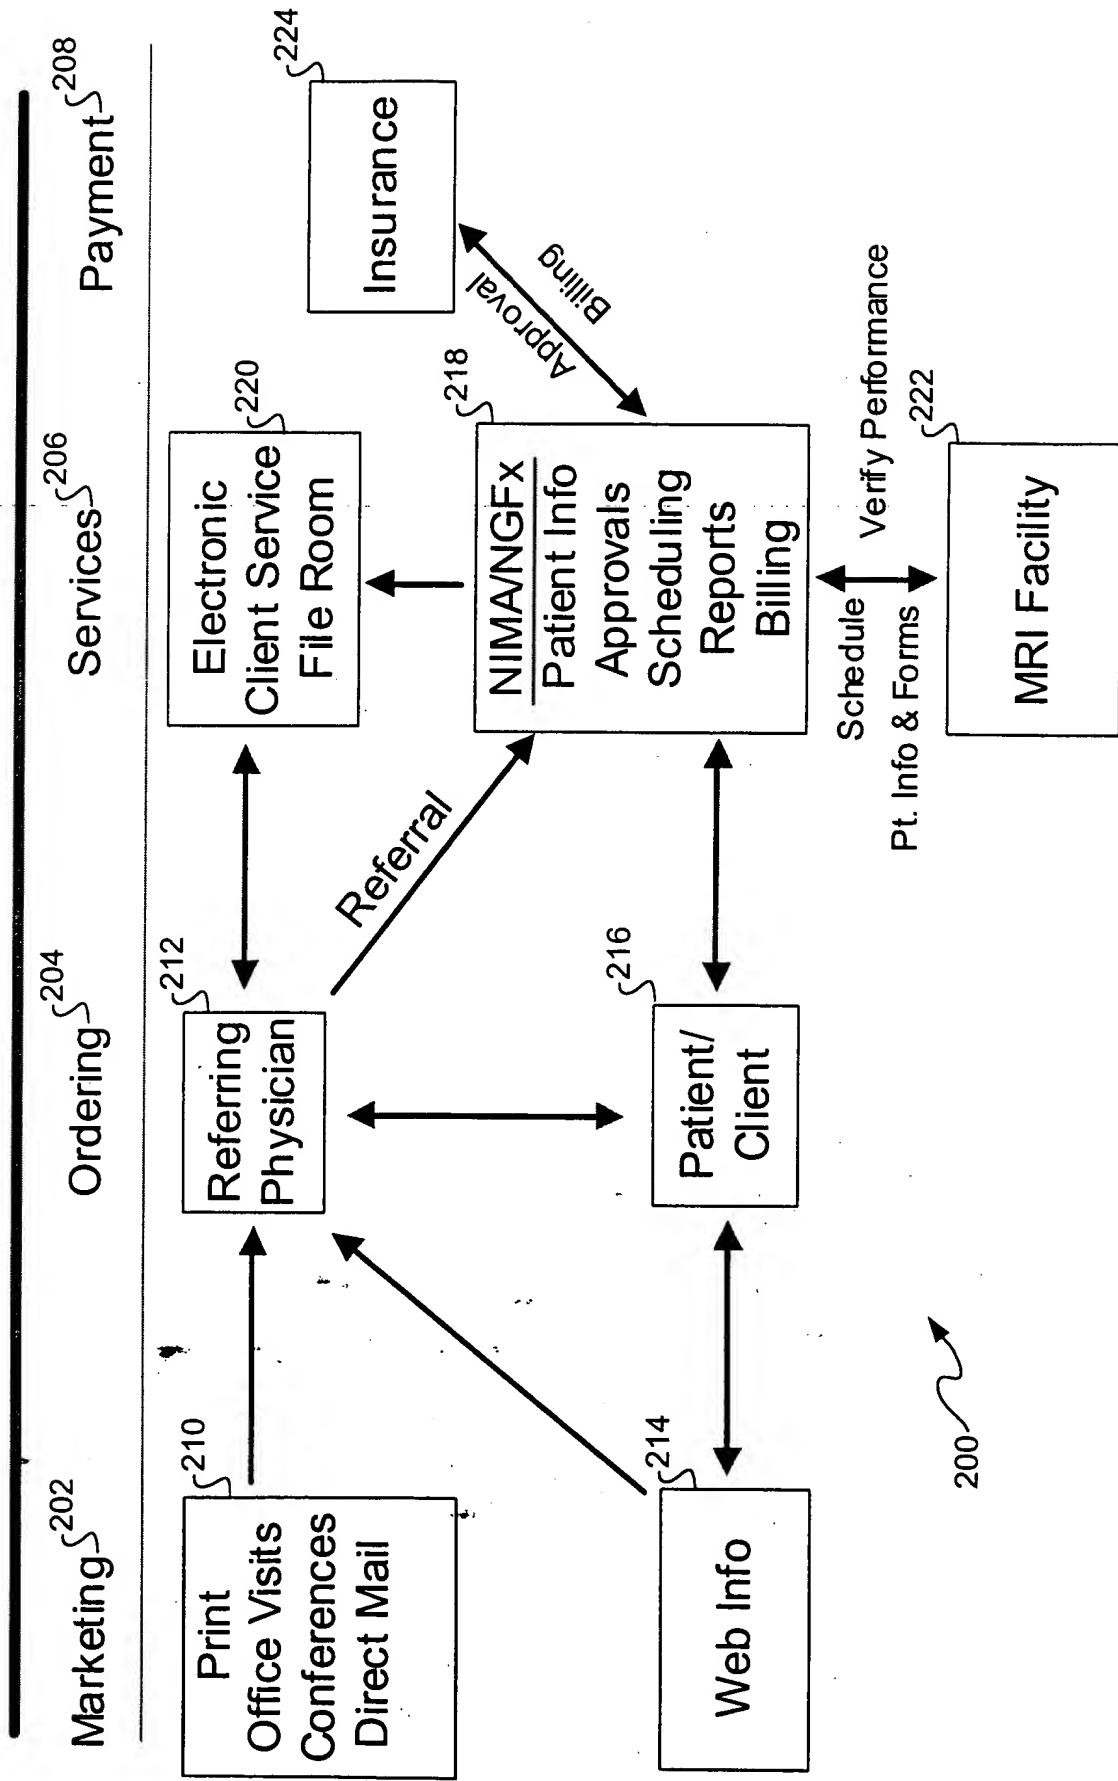 Marketing 202
Ordering 204
Services 206
Payment 208
210
Print
Office Visits
Conferences
Direct Mail
212
Referring
Physician
220
Electronic
Client Service
File Room
224
Insurance
Referral
Approval
Billing
218
NIMA/NGFx
Patient Info
Approvals
Scheduling
Reports
Billing
214
Web Info
216
Patient/
Client
Schedule
Pt. Info & Forms
Verify Performance
222
MRI Facility
200